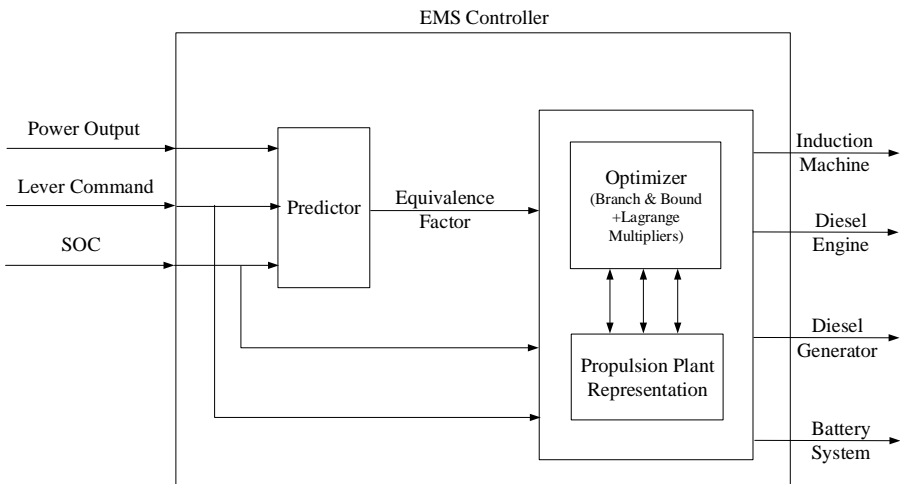 EMS Controller
Power Output
Lever Command
SOC
Predictor
Equivalence
Factor
Optimizer
(Branch & Bound
+Lagrange
Multipliers)
Propulsion Plant
Representation
Induction
Machine
Diesel
Engine
Diesel
Generator
Battery
System